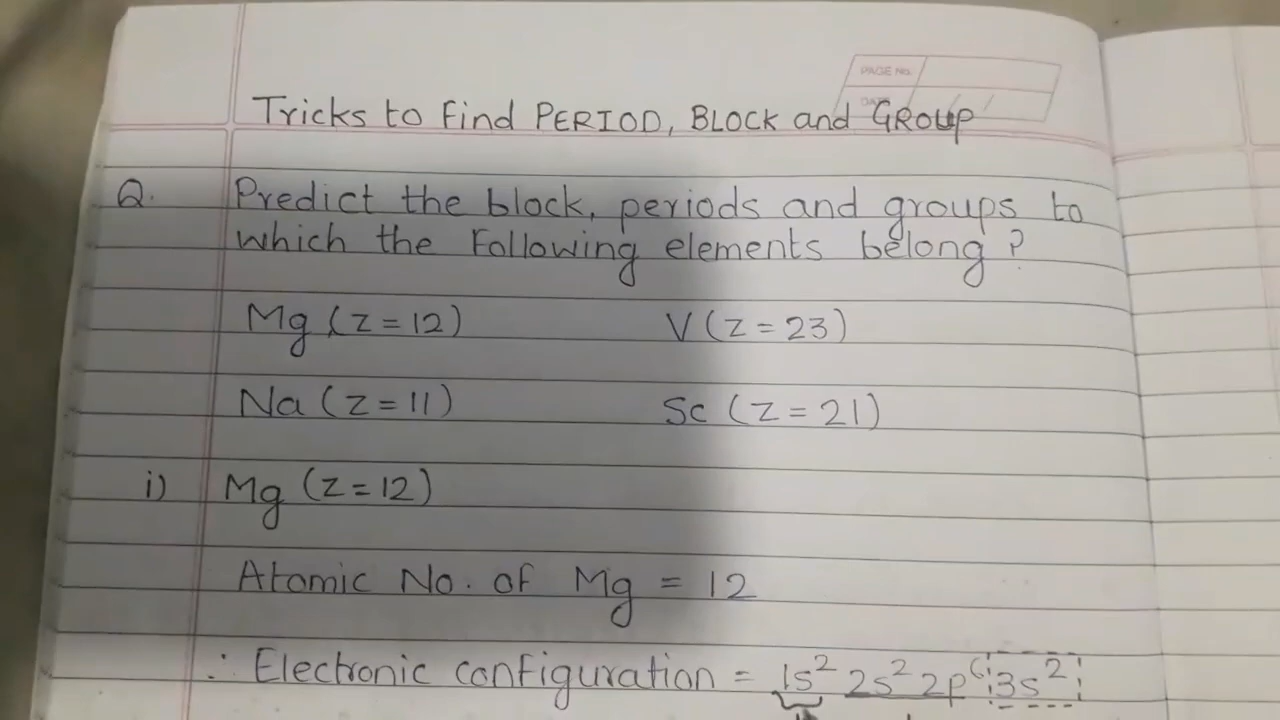 PAGE No.
DATE
Tricks to Find PERIOD, BLOCK and GROUP
Q. Predict the block, periods and groups to
which the Following elements belong?
Mg (Z=12) V (Z=23)
Na (Z=11) Sc (Z=21)
i) Mg (Z=12)
Atomic No. of Mg = 12
∴ Electronic configuration = 1s² 2s² 2p⁶ 3s²